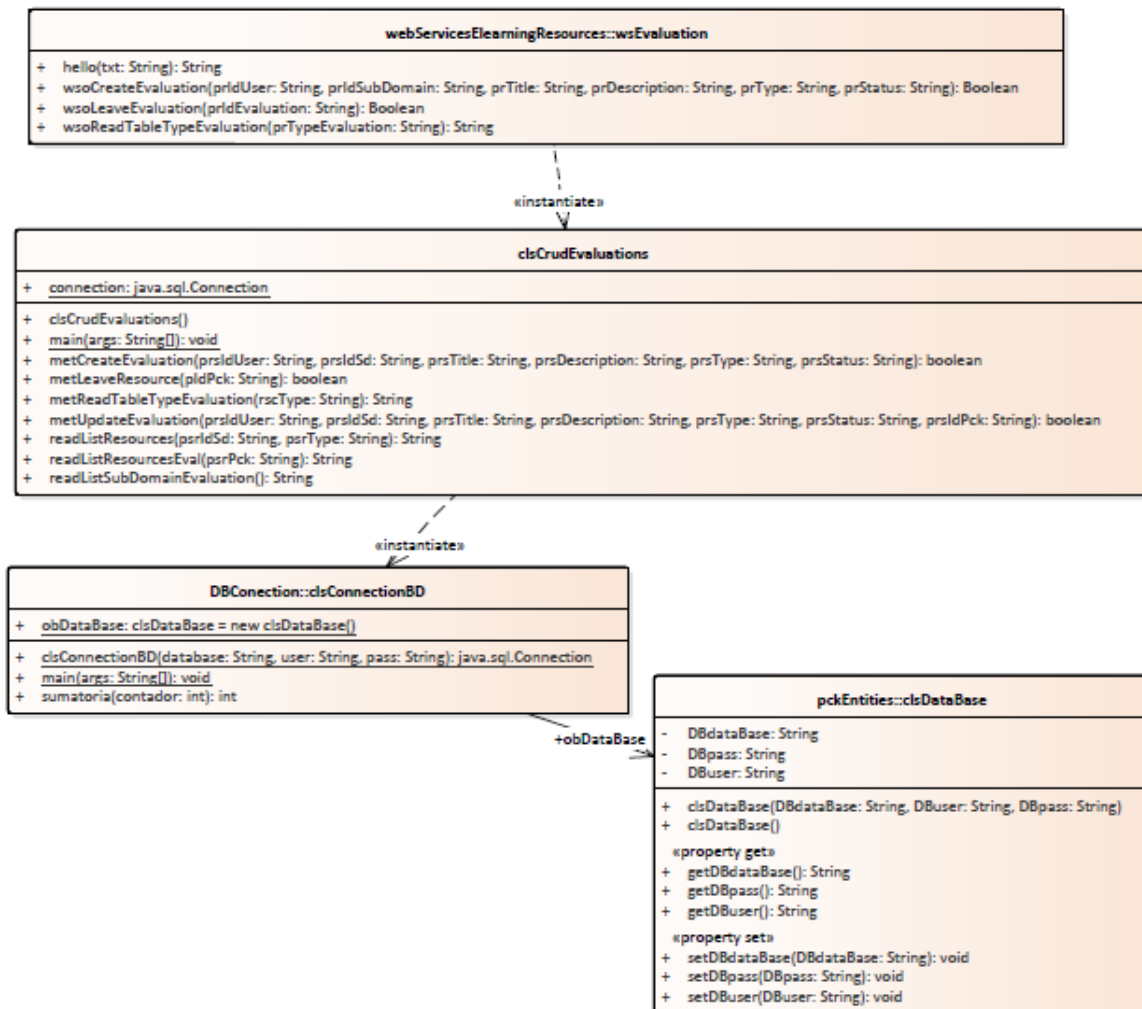 webServicesElearningResources::wsEvaluation
+ hello(txt: String): String
+ wsoCreateEvaluation(prIdUser: String, prIdSubDomain: String, prTitle: String, prDescription: String, prType: String, prStatus: String): Boolean
+ wsoLeaveEvaluation(prIdEvaluation: String): Boolean
+ wsoReadTableTypeEvaluation(prTypeEvaluation: String): String
«instantiate»
clsCrudEvaluations
+ connection: java.sql.Connection
+ clsCrudEvaluations()
+ main(args: String[]): void
+ metCreateEvaluation(prsIdUser: String, prsIdSd: String, prsTitle: String, prsDescription: String, prsType: String, prsStatus: String): boolean
+ metLeaveResource(pIdPck: String): boolean
+ metReadTableTypeEvaluation(rscType: String): String
+ metUpdateEvaluation(prsIdUser: String, prsIdSd: String, prsTitle: String, prsDescription: String, prsType: String, prsStatus: String, prsIdPck: String): boolean
+ readListResources(psrIdSd: String, psrType: String): String
+ readListResourcesEval(psrPck: String): String
+ readListSubDomainEvaluation(): String
«instantiate»
DBConection::clsConnectionBD
+ obDataBase: clsDataBase = new clsDataBase()
+ clsConnectionBD(database: String, user: String, pass: String): java.sql.Connection
+ main(args: String[]): void
+ sumatoria(contador: int): int
+obDataBase
pckEntities::clsDataBase
- DBdataBase: String
- DBpass: String
- DBuser: String
+ clsDataBase(DBdataBase: String, DBuser: String, DBpass: String)
+ clsDataBase()
«property get»
+ getDBdataBase(): String
+ getDBpass(): String
+ getDBuser(): String
«property set»
+ setDBdataBase(DBdataBase: String): void
+ setDBpass(DBpass: String): void
+ setDBuser(DBuser: String): void